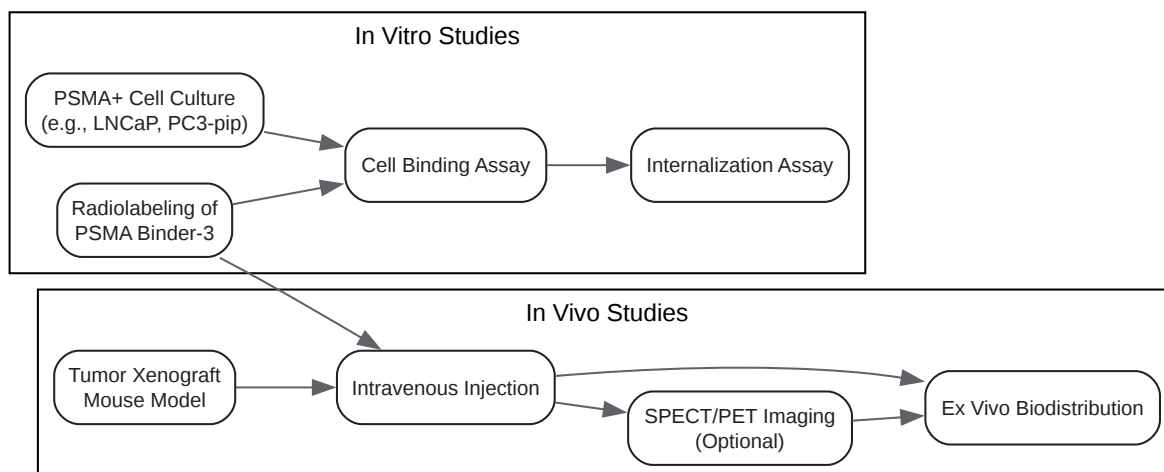 In Vitro Studies
PSMA+ Cell Culture
(e.g., LNCaP, PC3-pip)
Cell Binding Assay
Internalization Assay
Radiolabeling of
PSMA Binder-3
In Vivo Studies
Tumor Xenograft
Mouse Model
Intravenous Injection
SPECT/PET Imaging
(Optional)
Ex Vivo Biodistribution